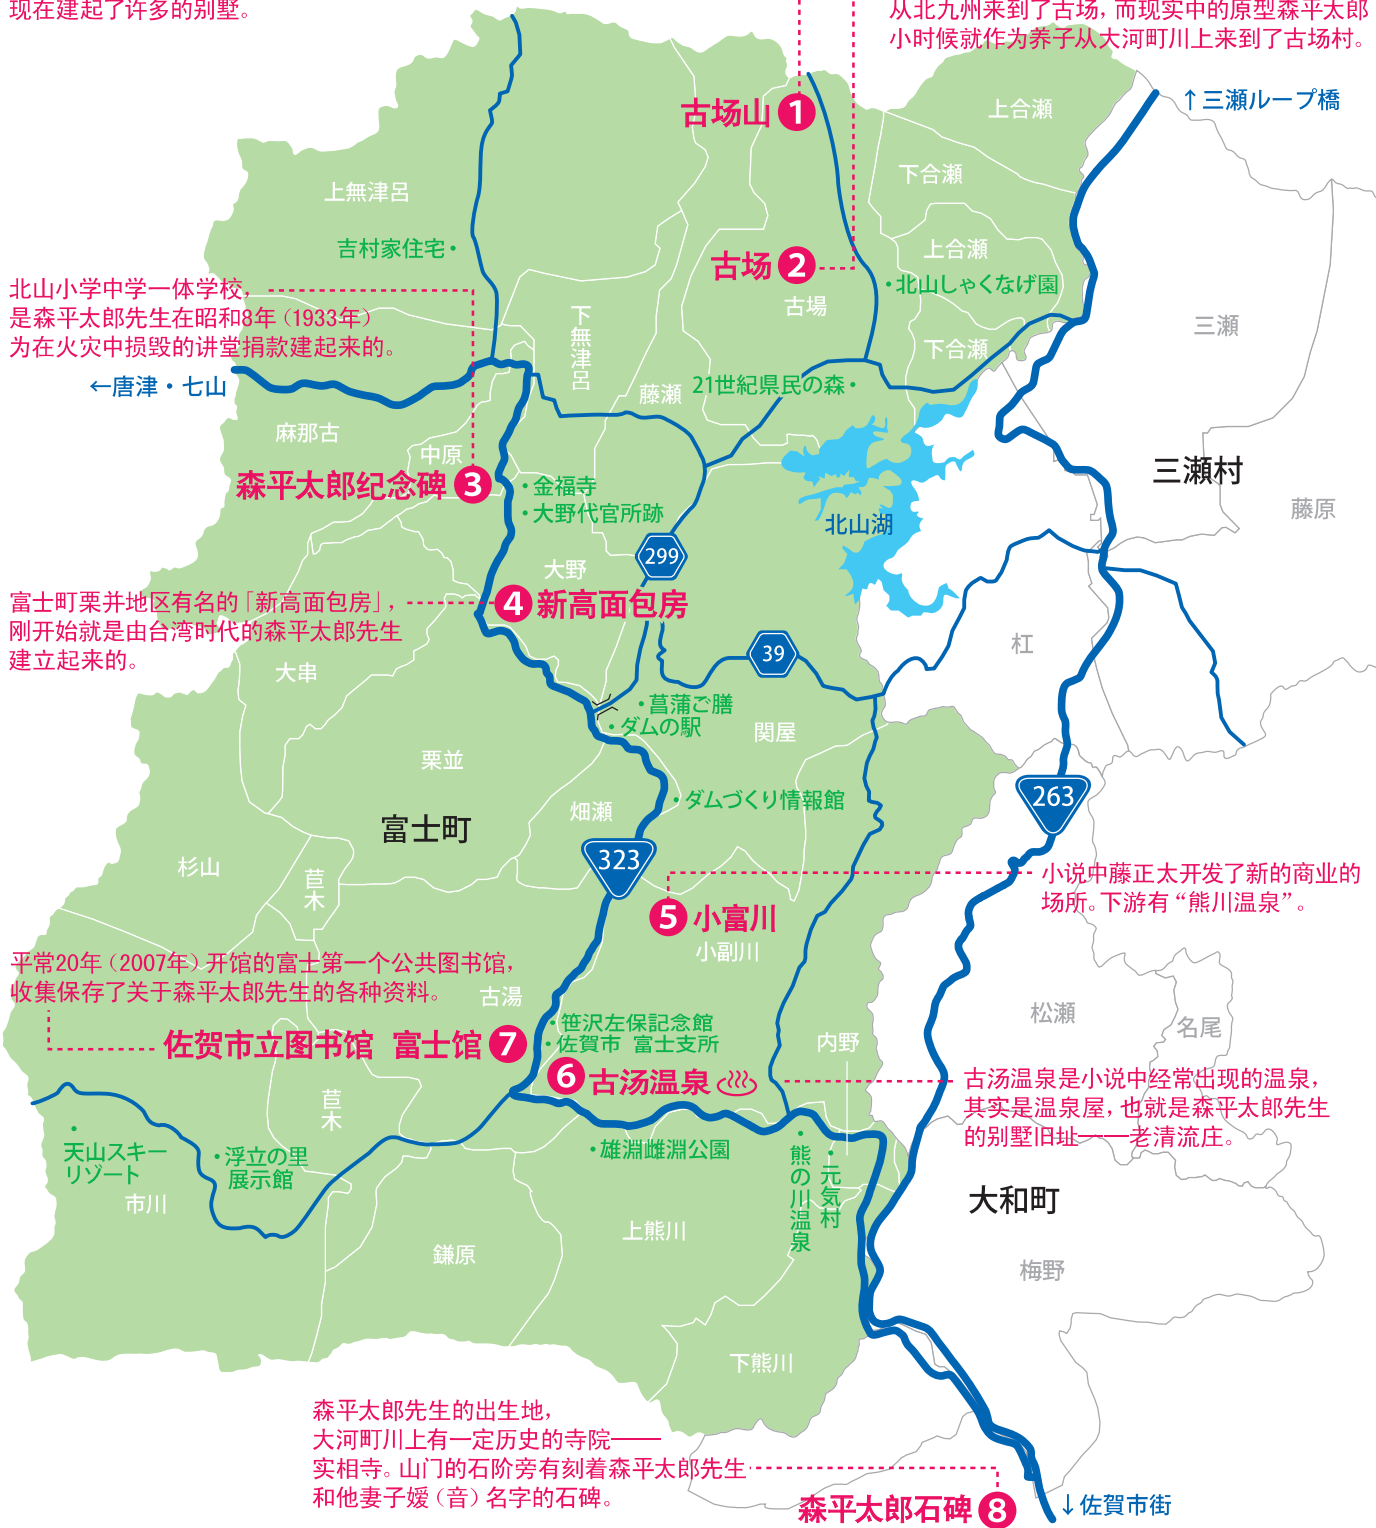 现在建起了许多的别墅。
从北九州来到了古场，而现实中的原型森平太郎
小时候就作为养子从大河町川上来到了古场村。
古场山 1
↑三瀬ループ橋
上合瀬
下合瀬
上無津呂
吉村家住宅・
上合瀬
古场 2
・北山しゃくなげ園
古場
北山小学中学一体学校，
是森平太郎先生在昭和8年（1933年）
为在火灾中损毁的讲堂捐款建起来的。
下無津呂
三瀬
下合瀬
←唐津・七山
藤瀬
21世紀県民の森・
麻那古
中原
森平太郎纪念碑 3
・金福寺
・大野代官所跡
三瀬村
藤原
北山湖
299
大野
富士町栗并地区有名的「新高面包房」，
刚开始就是由台湾时代的森平太郎先生
建立起来的。
4 新高面包房
杠
39
大串
・菖蒲ご膳
・ダムの駅
関屋
栗並
・ダムづくり情報館
263
畑瀬
富士町
323
杉山
苣木
小说中藤正太开发了新的商业的
场所。下游有“熊川温泉”。
5 小富川
小副川
平常20年（2007年）开馆的富士第一个公共图书馆，
收集保存了关于森平太郎先生的各种资料。
古湯
松瀬
名尾
・笹沢左保記念館
・佐賀市 富士支所
佐贺市立图书馆 富士馆 7
内野
6 古汤温泉
古汤温泉是小说中经常出现的温泉，
其实是温泉屋，也就是森平太郎先生
的别墅旧址——老清流庄。
苣木
・天山スキー
リゾート
・浮立の里
展示館
・雄淵雌淵公園
・熊の川温泉
・元気村
市川
大和町
上熊川
鎌原
梅野
下熊川
森平太郎先生的出生地，
大河町川上有一定历史的寺院——
实相寺。山门的石阶旁有刻着森平太郎先生
和他妻子嫒（音）名字的石碑。
森平太郎石碑 8
↓佐賀市街